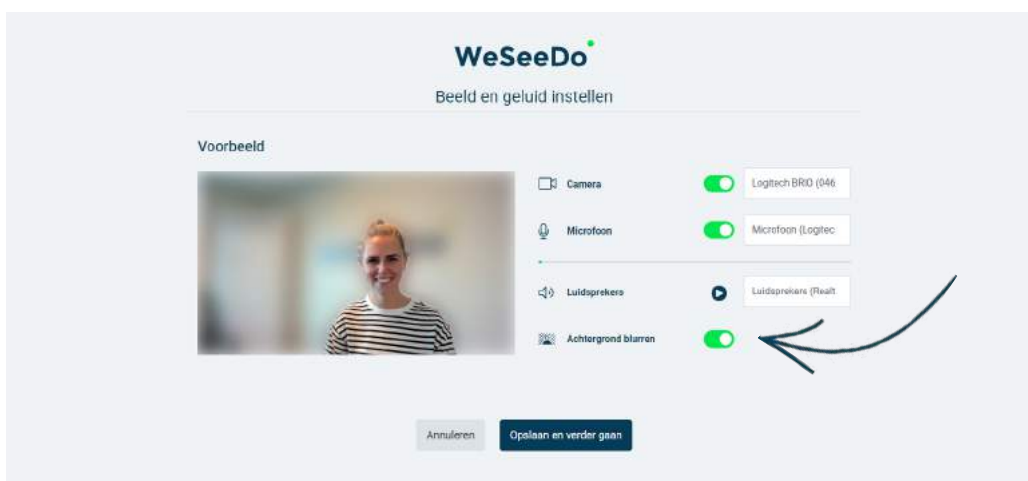 WeSeeDo
Beeld en geluid instellen
Voorbeeld
Camera
Logitech BRIO (046
Microfoon
Microfoon (Logitec
Luidsprekers
Luidsprekers (Realt
Achtergrond blurren
Annuleren
Opslaan en verder gaan